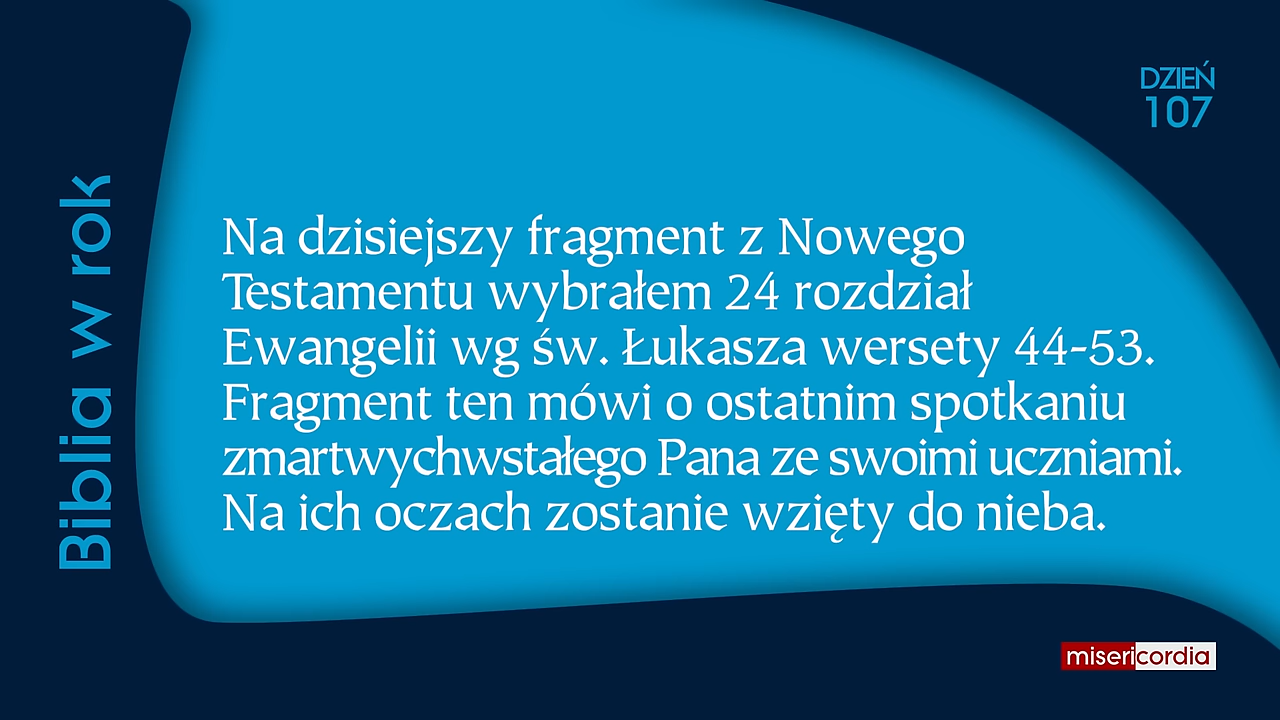 DZIEŃ
107
Biblia w rok
Na dzisiejszy fragment z Nowego
Testamentu wybrałem 24 rozdział
Ewangelii wg św. Łukasza wersety 44-53.
Fragment ten mówi o ostatnim spotkaniu
zmartwychwstałego Pana ze swoimi uczniami.
Na ich oczach zostanie wzięty do nieba.
misericordia